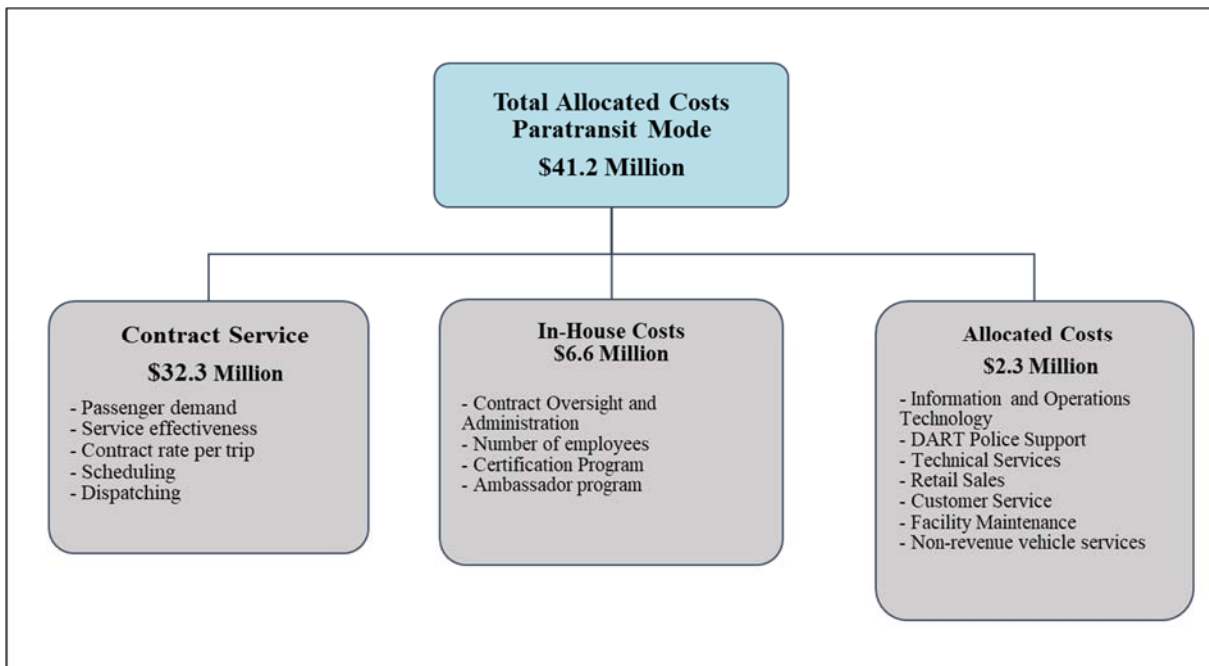 Total Allocated Costs
Paratransit Mode
$41.2 Million
Contract Service
$32.3 Million
- Passenger demand
- Service effectiveness
- Contract rate per trip
- Scheduling
- Dispatching
In-House Costs
$6.6 Million
- Contract Oversight and
Administration
- Number of employees
- Certification Program
- Ambassador program
Allocated Costs
$2.3 Million
- Information and Operations
Technology
- DART Police Support
- Technical Services
- Retail Sales
- Customer Service
- Facility Maintenance
- Non-revenue vehicle services